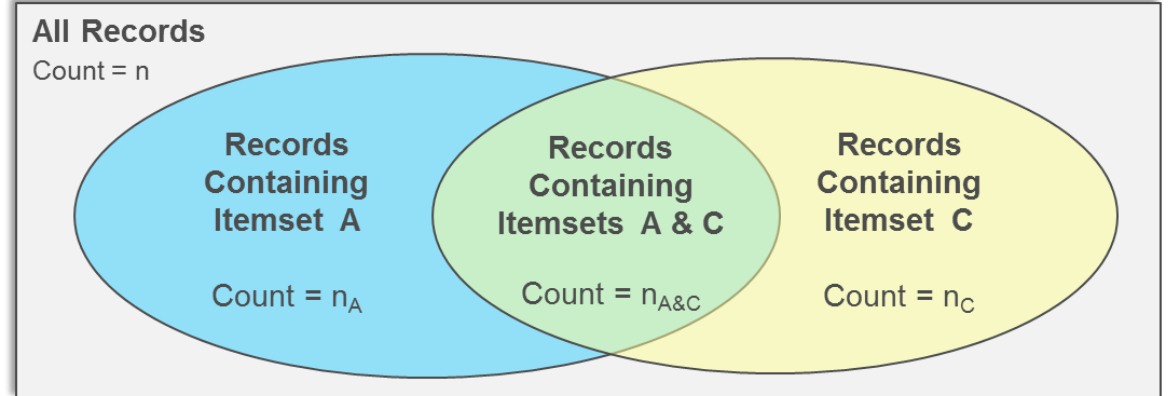 All Records
Count = n
Records
Containing
Itemset A
Count = nA
Records
Containing
Itemsets A & C
Count = nA&C
Records
Containing
Itemset C
Count = nC